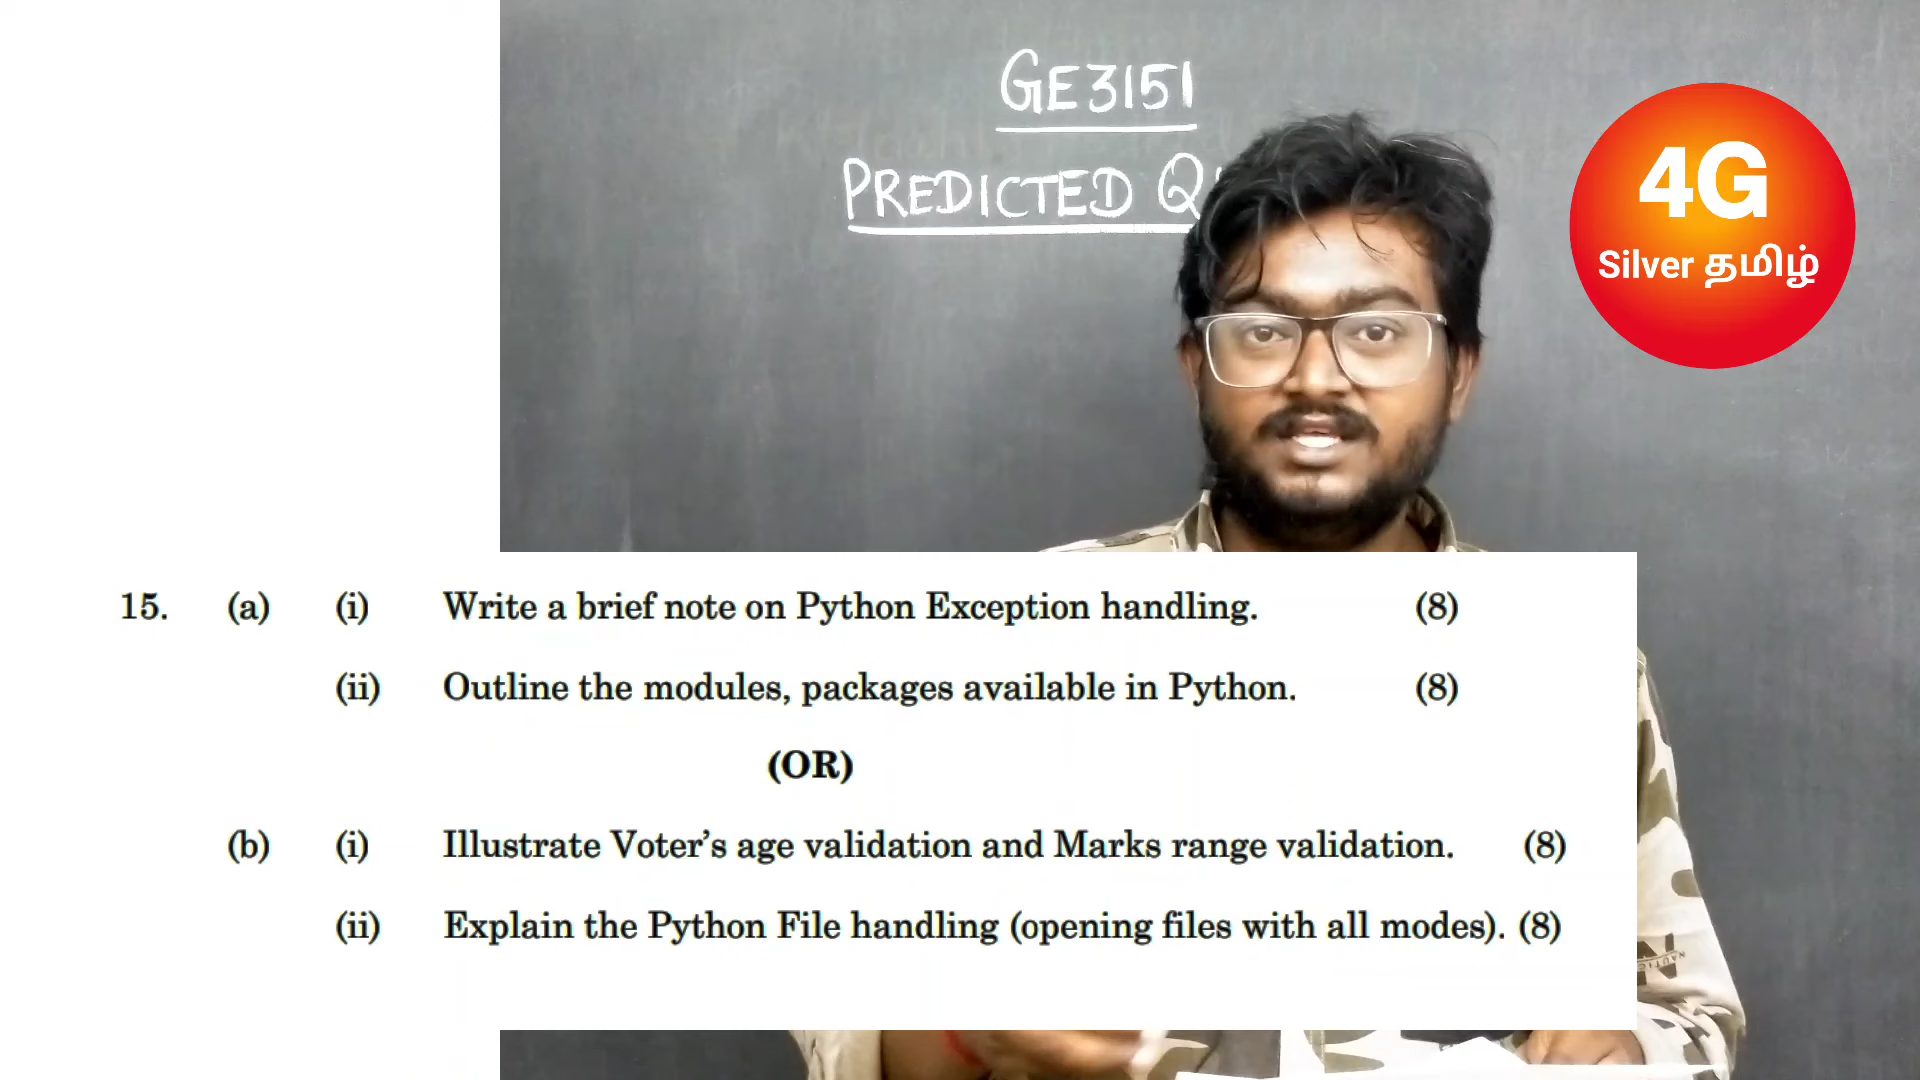 GE3151
PREDICTED
4G
Silver தமிழ்
15. (a) (i) Write a brief note on Python Exception handling. (8)
(ii) Outline the modules, packages available in Python. (8)
(OR)
(b) (i) Illustrate Voter's age validation and Marks range validation. (8)
(ii) Explain the Python File handling (opening files with all modes). (8)